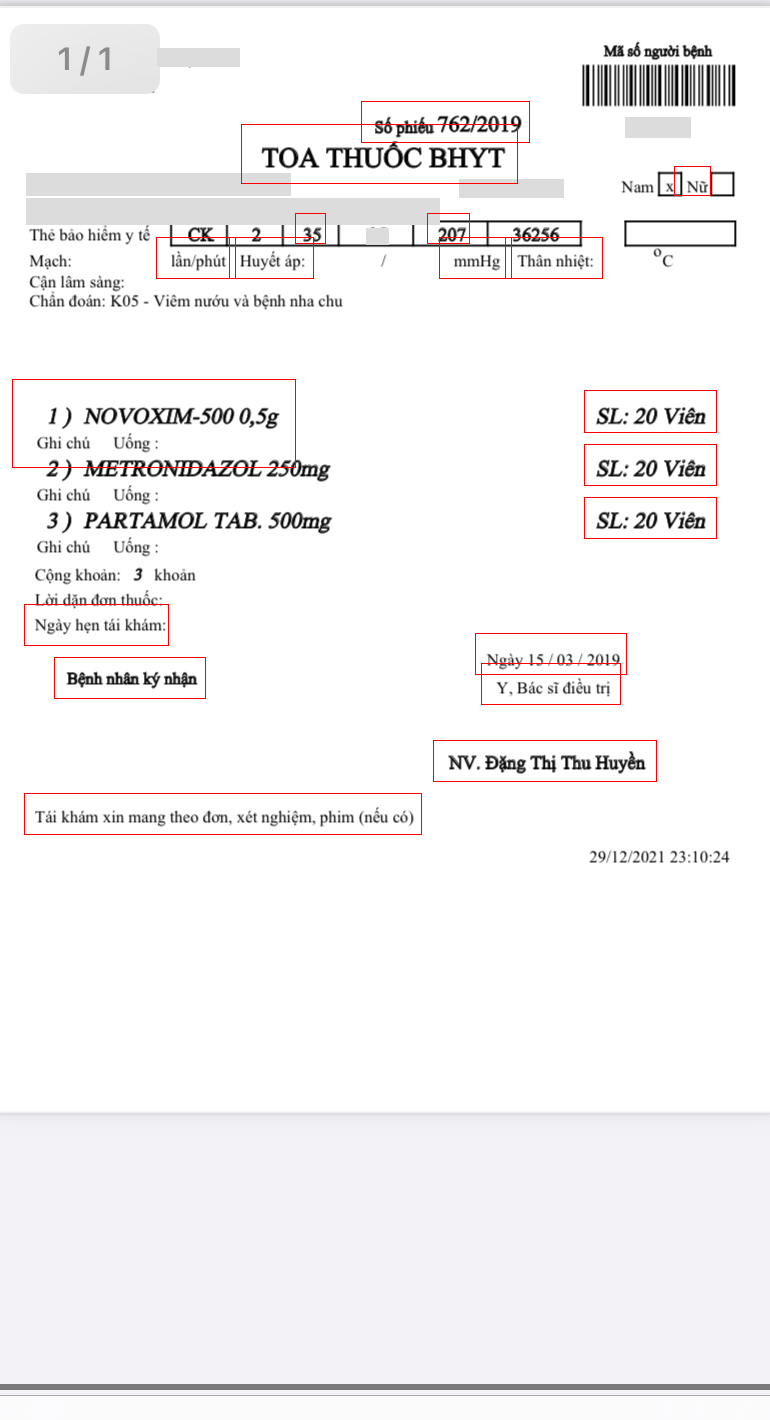 1/1
Mã số người bệnh
Số phiếu 762/2019
TOA THUỐC BHYT
Nam x Nữ
Thẻ bảo hiểm y tế CK 2 35 207 36256
Mạch: lần/phút Huyết áp: / mmHg Thân nhiệt: °C
Cận lâm sàng:
Chẩn đoán: K05 - Viêm nướu và bệnh nha chu
1 ) NOVOXIM-500 0,5g SL: 20 Viên
Ghi chú Uống :
2 ) METRONIDAZOL 250mg SL: 20 Viên
Ghi chú Uống :
3 ) PARTAMOL TAB. 500mg SL: 20 Viên
Ghi chú Uống :
Cộng khoản: 3 khoản
Lời dặn đơn thuốc:
Ngày hẹn tái khám:
Ngày 15 / 03 / 2019
Bệnh nhân ký nhận Y, Bác sĩ điều trị
NV. Đặng Thị Thu Huyền
Tái khám xin mang theo đơn, xét nghiệm, phim (nếu có)
29/12/2021 23:10:24